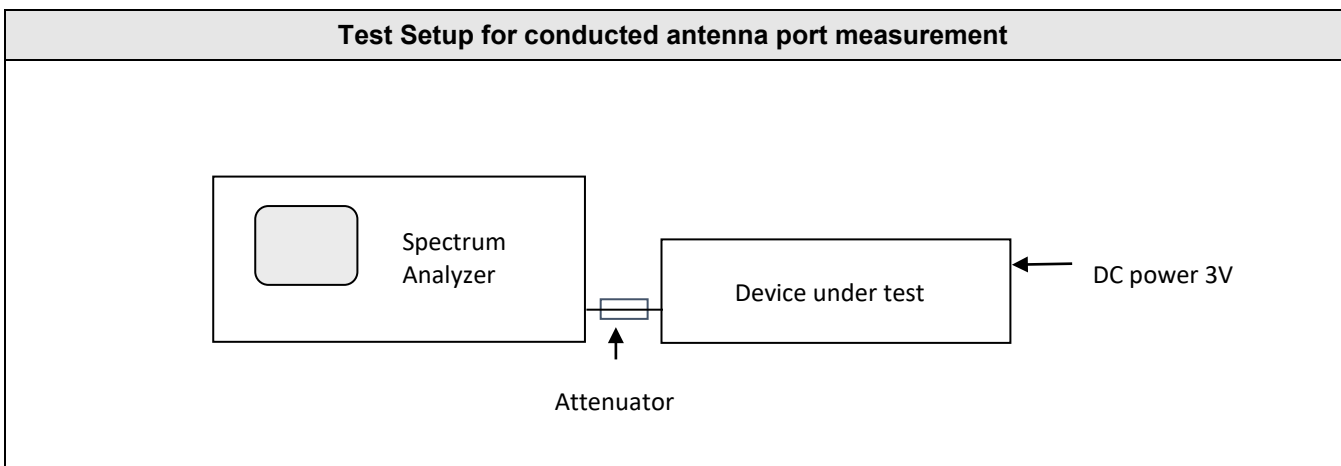 Test Setup for conducted antenna port measurement
Spectrum
Analyzer
Device under test
DC power 3V
Attenuator